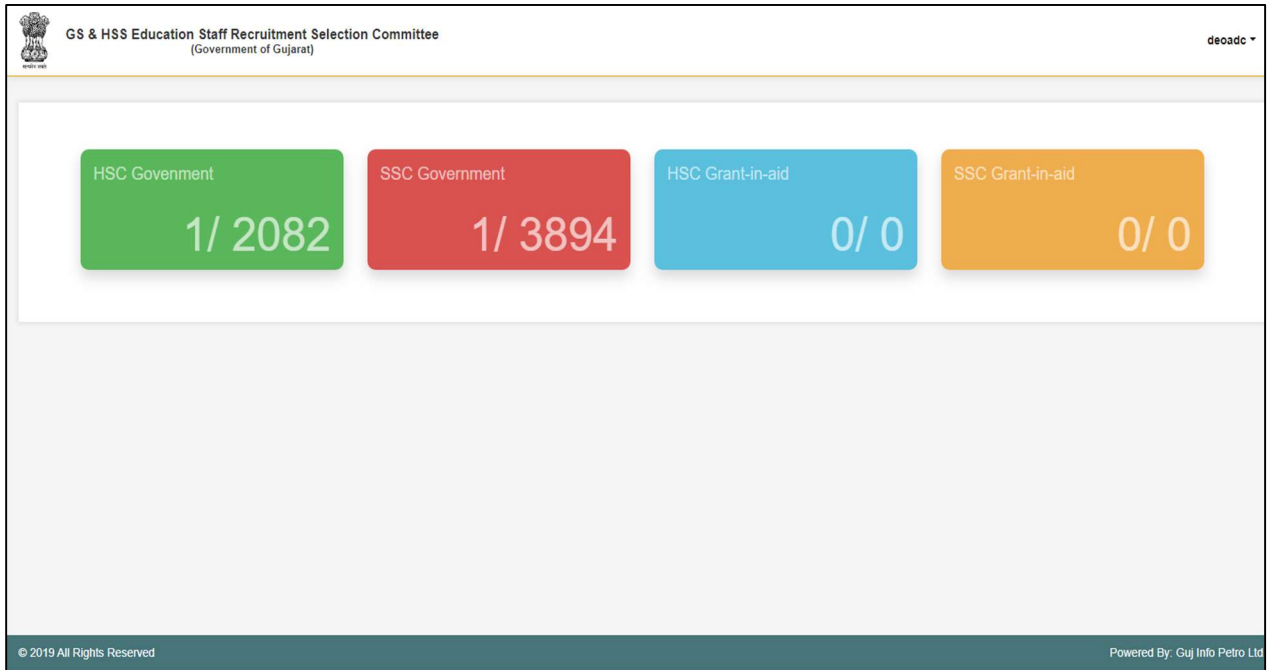 GS & HSS Education Staff Recruitment Selection Committee
(Government of Gujarat)
deoadc
HSC Govenment
1/ 2082
SSC Government
1/ 3894
HSC Grant-in-aid
0/ 0
SSC Grant-in-aid
0/ 0
© 2019 All Rights Reserved
Powered By: Guj Info Petro Ltd